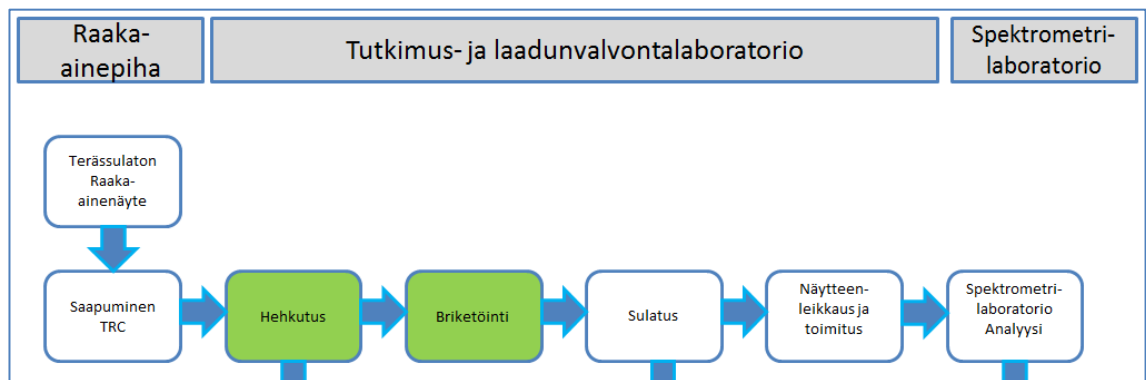 Raaka-
ainepiha
Tutkimus- ja laadunvalvontalaboratorio
Spektrometri-
laboratorio
Terässulaton
Raaka-
ainenäyte
Saapuminen
TRC
Hehkutus
Briketöinti
Sulatus
Näytteen-
leikkaus ja
toimitus
Spektrometri-
laboratorio
Analyysi